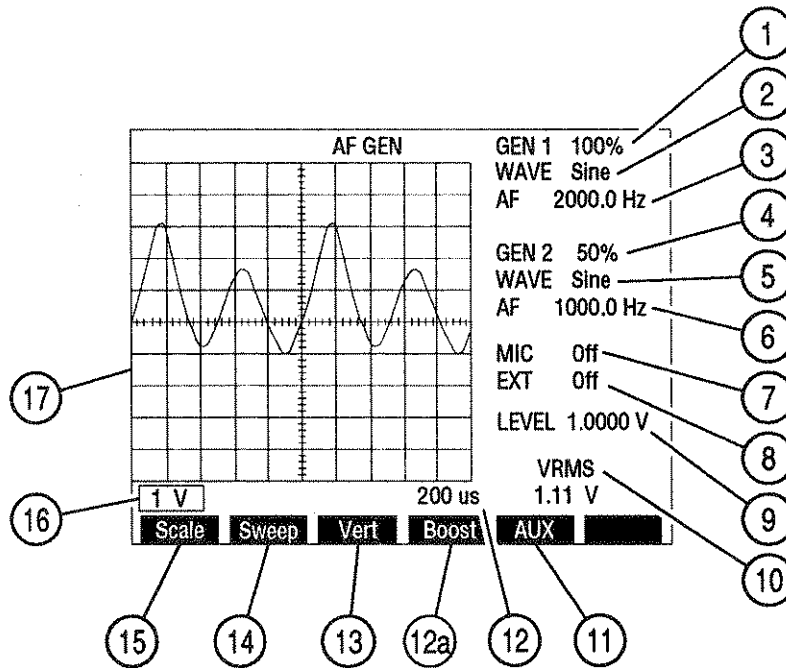 AF GEN
GEN 1 100%
WAVE Sine
AF 2000.0 Hz
GEN 2 50%
WAVE Sine
AF 1000.0 Hz
MIC Off
EXT Off
LEVEL 1.0000 V
VRMS
1.11 V
1 V
200 us
Scale Sweep Vert Boost AUX
1
2
3
4
5
6
7
8
9
10
11
12
12a
13
14
15
16
17